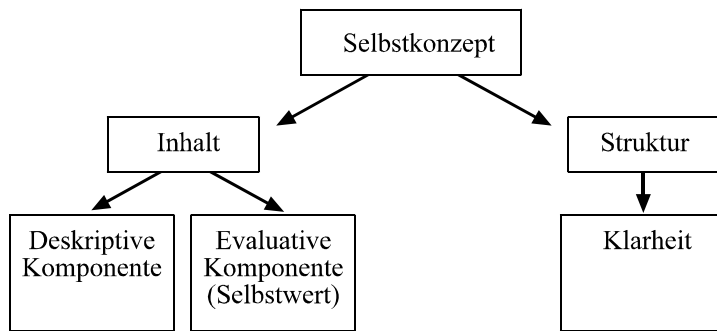 Selbstkonzept
Inhalt
Struktur
Deskriptive
Komponente
Evaluative
Komponente
(Selbstwert)
Klarheit